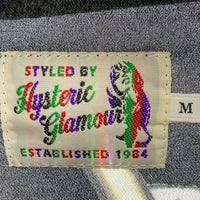 STYLED BY
Hysteric
Glamour
ESTABLISHED 1984
M